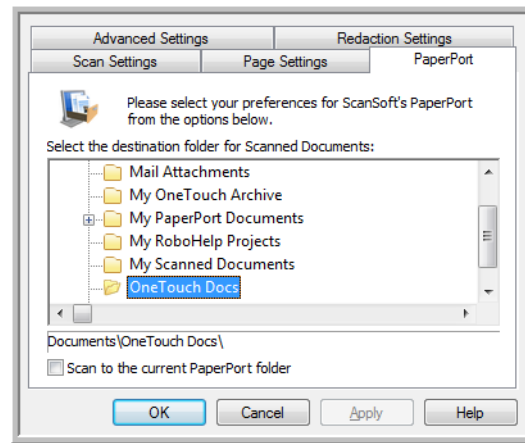 Advanced Settings Redaction Settings
Scan Settings Page Settings PaperPort
Please select your preferences for ScanSoft's PaperPort
from the options below.
Select the destination folder for Scanned Documents:
Mail Attachments
My OneTouch Archive
My PaperPort Documents
My RoboHelp Projects
My Scanned Documents
OneTouch Docs
Documents\OneTouch Docs\
Scan to the current PaperPort folder
OK Cancel Apply Help